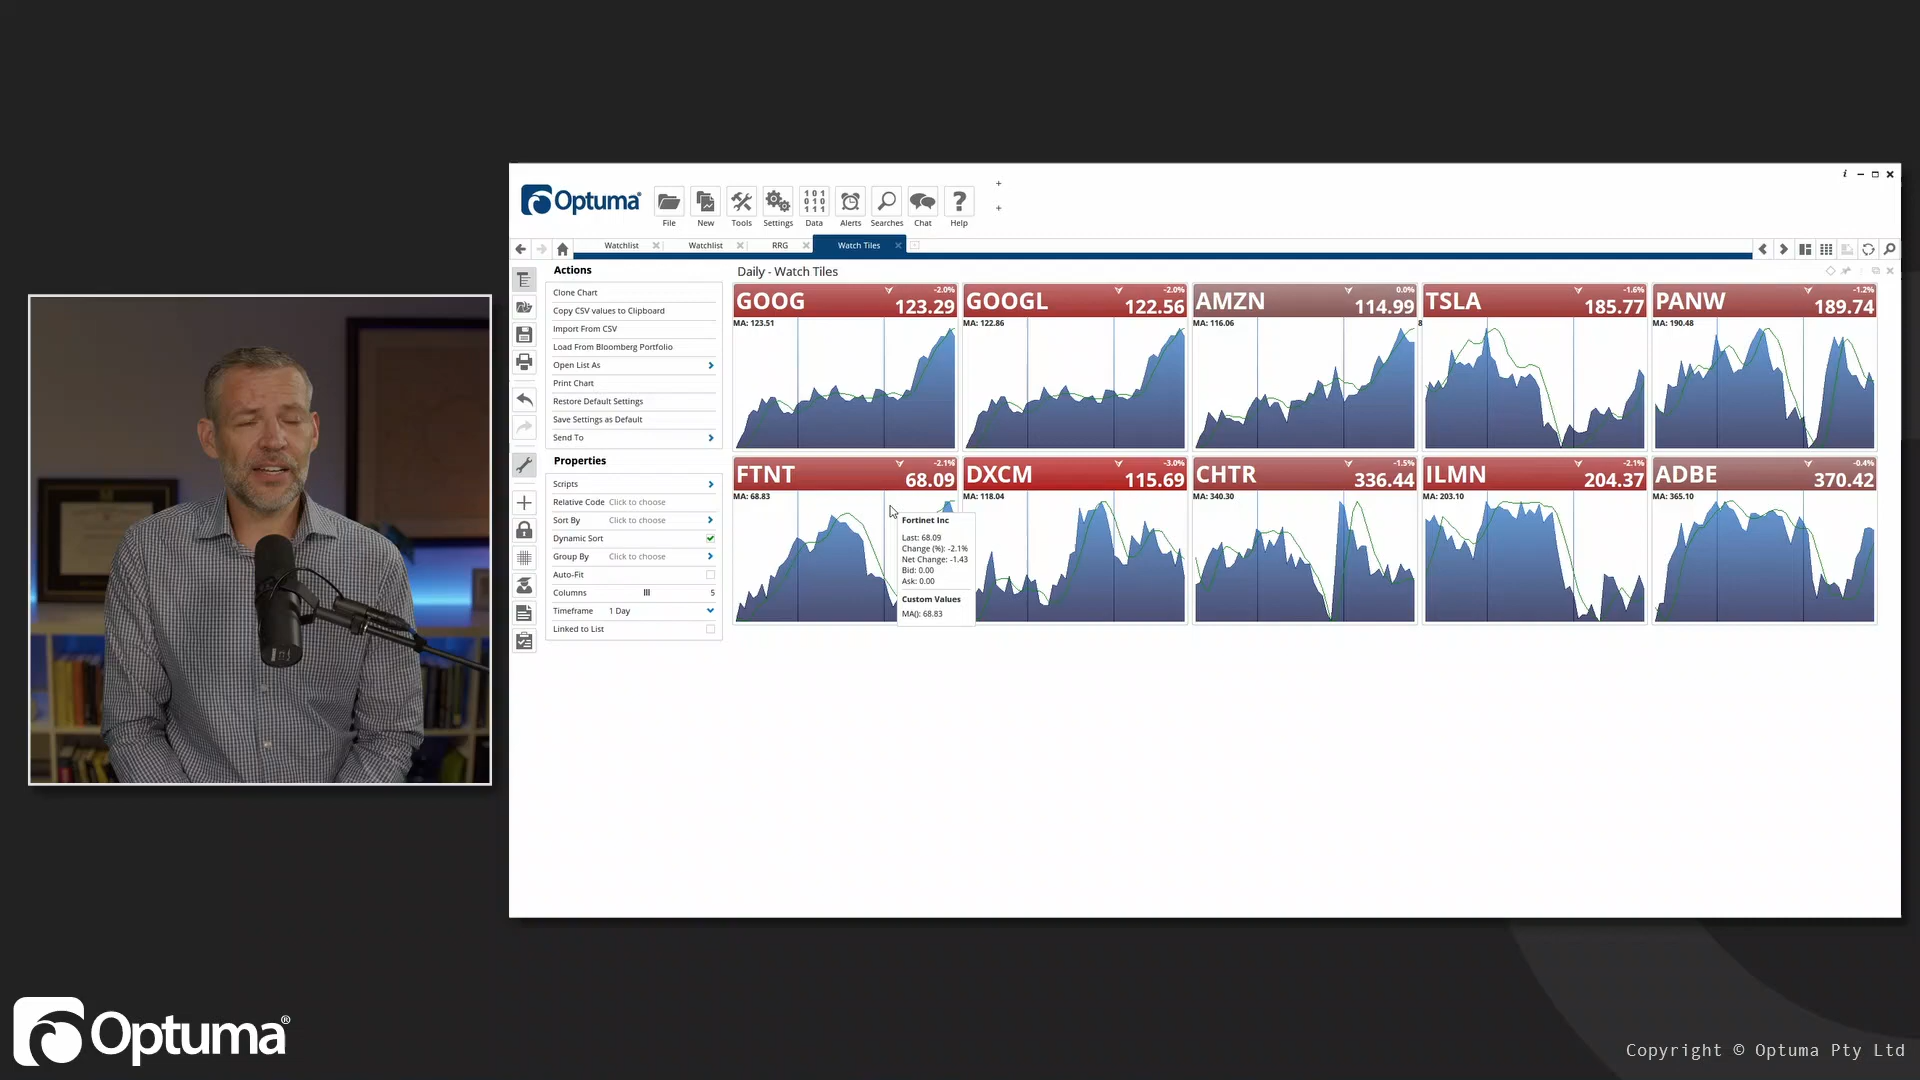 Optuma®
File
New
Tools
Settings
Data
Alerts
Searches
Chat
Help
Watchlist
Watchlist
RRG
Watch Tiles
Actions
Clone Chart
Copy CSV values to Clipboard
Import From CSV
Load From Bloomberg Portfolio
Open List As
Print Chart
Restore Default Settings
Save Settings as Default
Send To
Properties
Scripts
Relative Code Click to choose
Sort By Click to choose
Dynamic Sort
Group By Click to choose
Auto-Fit
Columns 5
Timeframe 1 Day
Linked to List
Daily - Watch Tiles
GOOG -2.0% 123.29
MA: 123.51
GOOGL -2.0% 122.56
MA: 122.86
AMZN 0.0% 114.99
MA: 116.06
TSLA -1.6% 185.77
8
PANW -1.2% 189.74
MA: 190.48
FTNT -2.1% 68.09
MA: 68.83
DXCM -3.0% 115.69
MA: 118.04
CHTR -1.5% 336.44
MA: 340.30
ILMN -2.1% 204.37
MA: 203.10
ADBE -0.4% 370.42
MA: 365.10
Fortinet Inc
Last: 68.09
Change (%): -2.1%
Net Change: -1.43
Bid: 0.00
Ask: 0.00
Custom Values
MA(): 68.83
Optuma®
Copyright © Optuma Pty Ltd